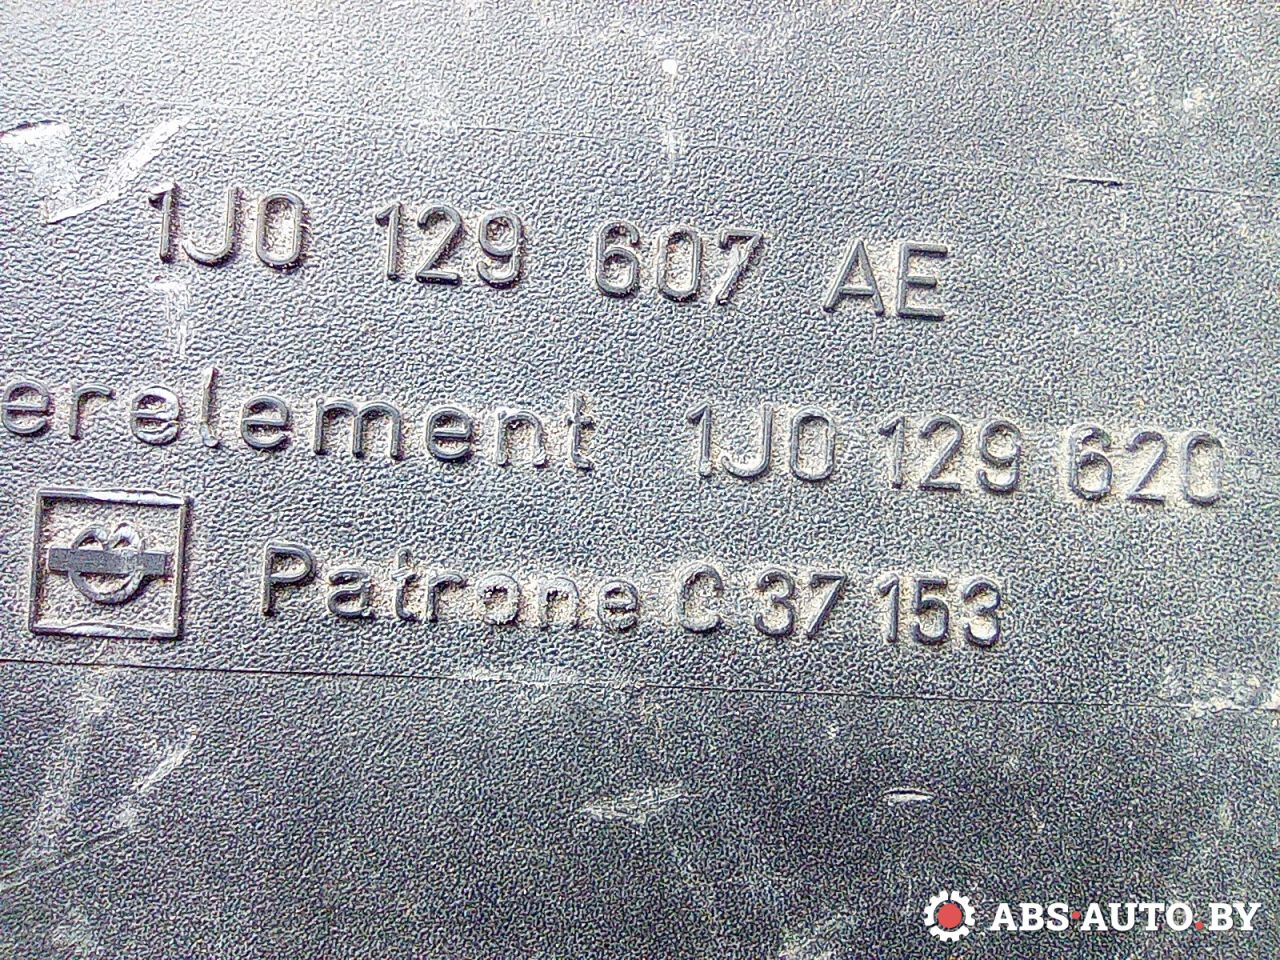 1J0 129 607 AE
erelement 1J0 129 620
Patrone C 37 153
ABS·AUTO.BY